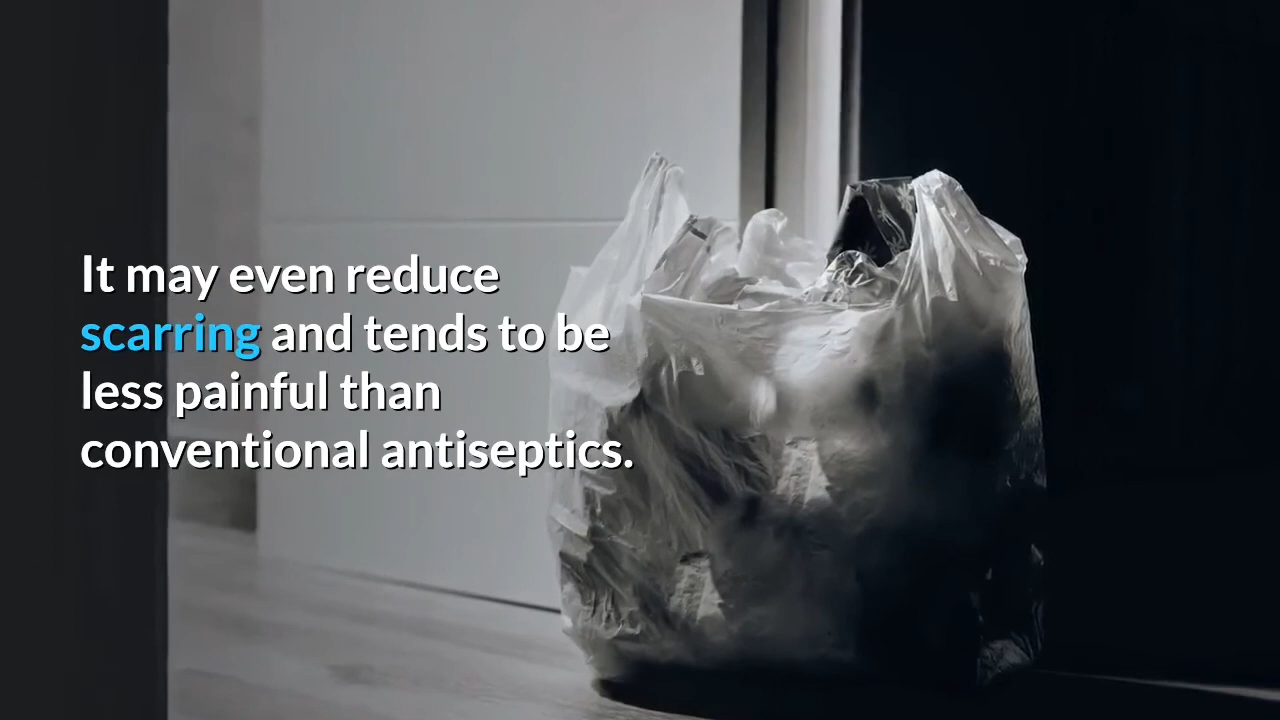 It may even reduce
scarring and tends to be
less painful than
conventional antiseptics.